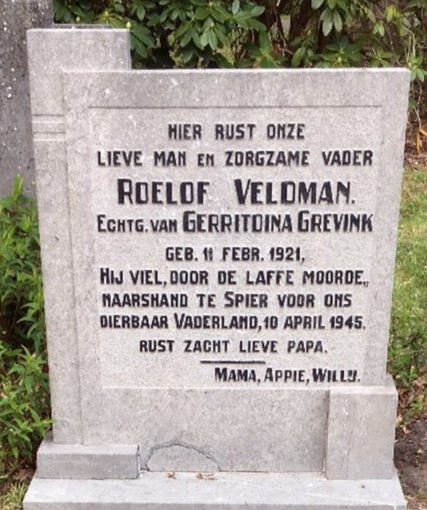 HIER RUST ONZE
LIEVE MAN EN ZORGZAME VADER
ROELOF VELDMAN.
ECHTG. VAN GERRITDINA GREVINK
GEB. 11 FEBR. 1921,
HIJ VIEL, DOOR DE LAFFE MOORDE,,
NAARSHAND TE SPIER VOOR ONS
DIERBAAR VADERLAND, 10 APRIL 1945.
RUST ZACHT LIEVE PAPA.
MAMA, APPIE, WILLIJ.